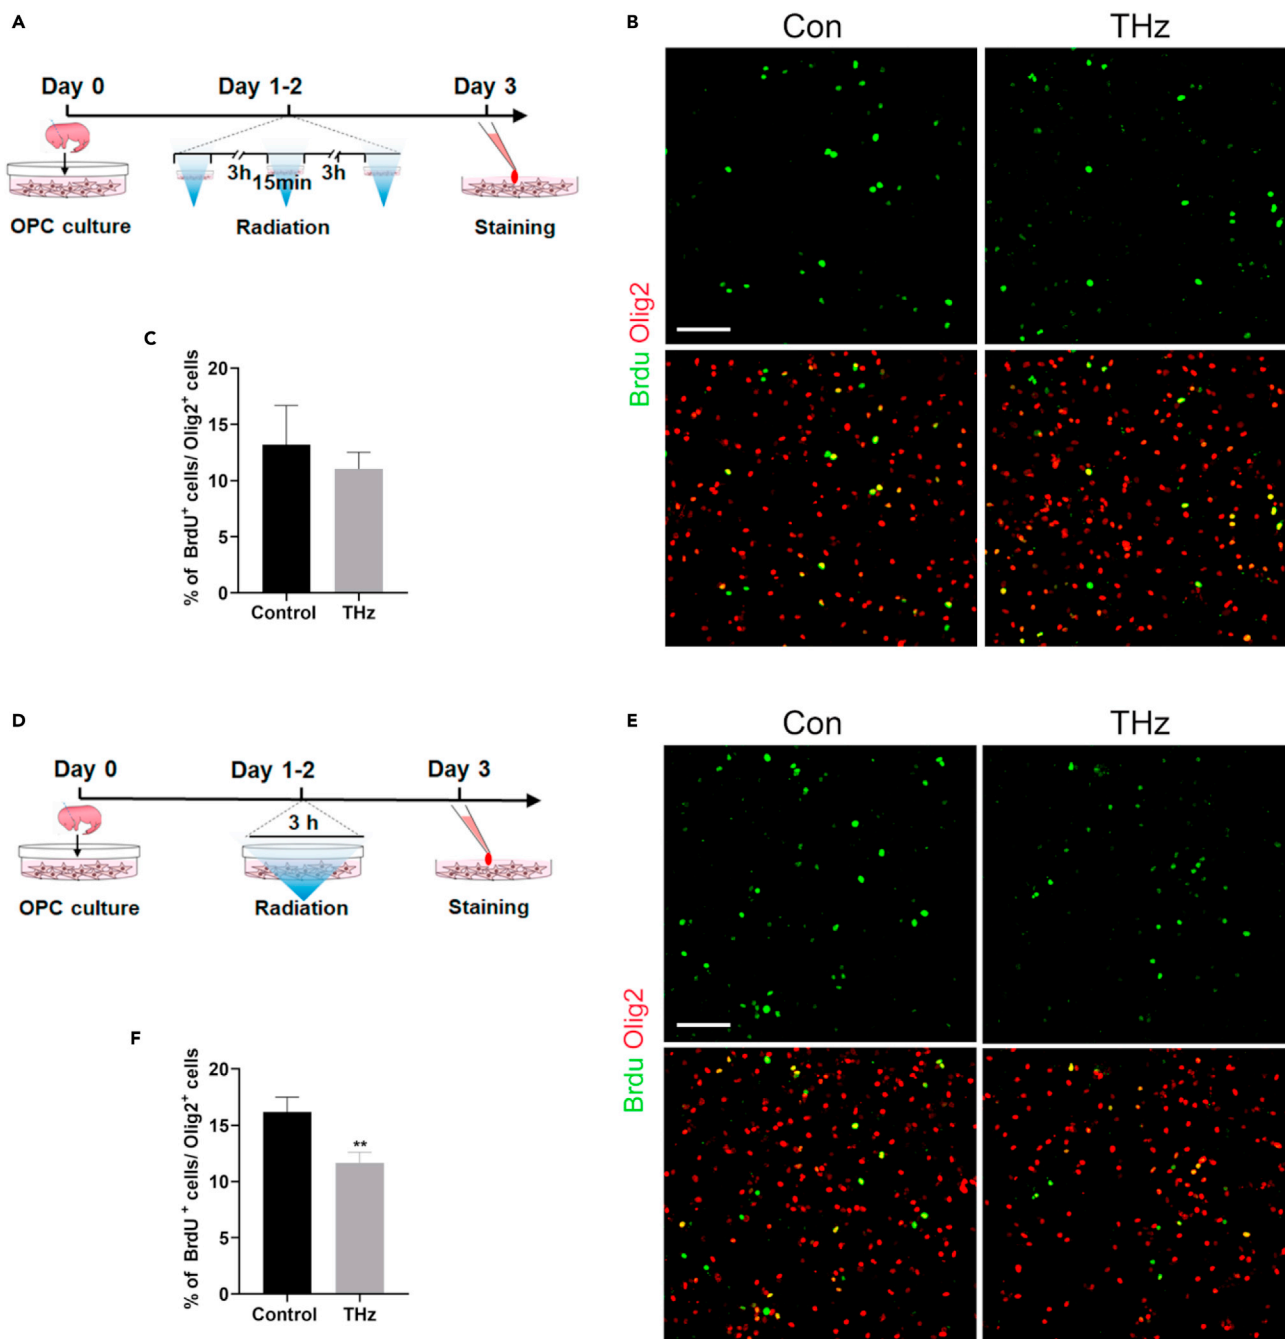 A
Day 0 Day 1-2 Day 3
3h 15min 3h
OPC culture Radiation Staining
B
Con THz
Brdu Olig2
C
% of BrdU+ cells/ Olig2+ cells
20
15
10
5
0
Control THz
D
Day 0 Day 1-2 Day 3
3 h
OPC culture Radiation Staining
E
Con THz
Brdu Olig2
F
% of BrdU + cells/ Olig2+ cells
20
15
10
5
0
**
Control THz